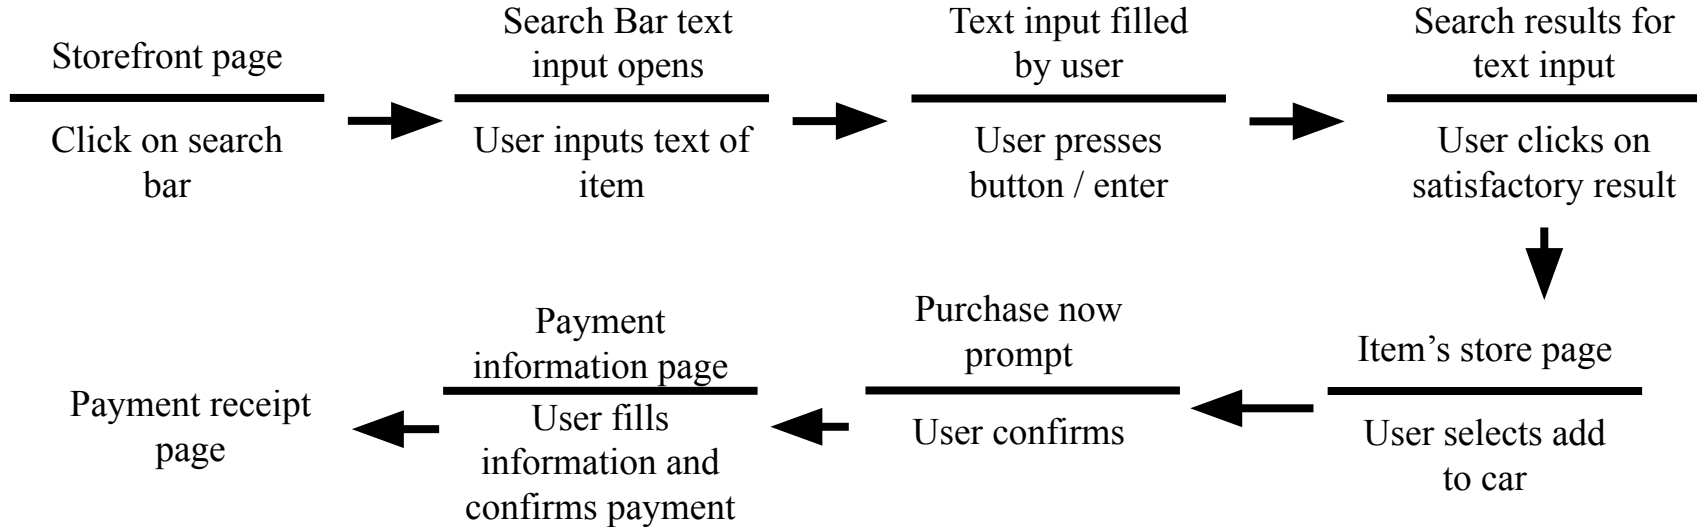 Storefront page
Click on search
bar
Search Bar text
input opens
User inputs text of
item
Text input filled
by user
User presses
button / enter
Search results for
text input
User clicks on
satisfactory result
Item’s store page
User selects add
to car
Purchase now
prompt
User confirms
Payment
information page
User fills
information and
confirms payment
Payment receipt
page